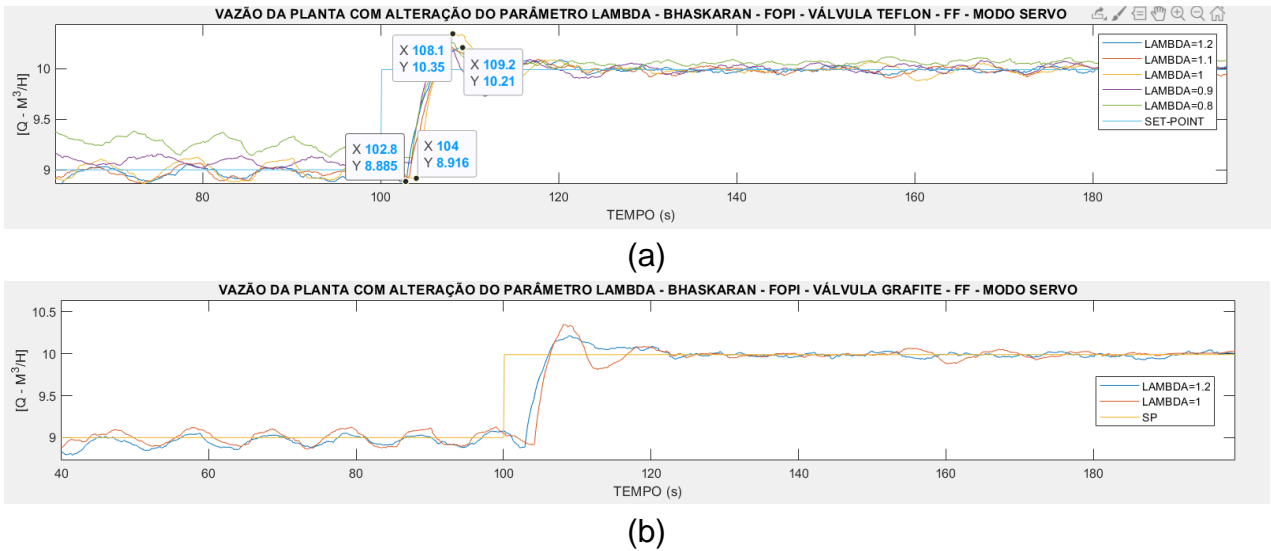 VAZÃO DA PLANTA COM ALTERAÇÃO DO PARÂMETRO LAMBDA - BHASKARAN - FOPI - VÁLVULA TEFLON - FF - MODO SERVO
[Q - M³/H]
10
9.5
9
X 108.1
Y 10.35
X 109.2
Y 10.21
X 102.8
Y 8.885
X 104
Y 8.916
LAMBDA=1.2
LAMBDA=1.1
LAMBDA=1
LAMBDA=0.9
LAMBDA=0.8
SET-POINT
80 100 120 140 160 180
TEMPO (s)
(a)
VAZÃO DA PLANTA COM ALTERAÇÃO DO PARÂMETRO LAMBDA - BHASKARAN - FOPI - VÁLVULA GRAFITE - FF - MODO SERVO
[Q - M³/H]
10.5
10
9.5
9
LAMBDA=1.2
LAMBDA=1
SP
40 60 80 100 120 140 160 180
TEMPO (s)
(b)